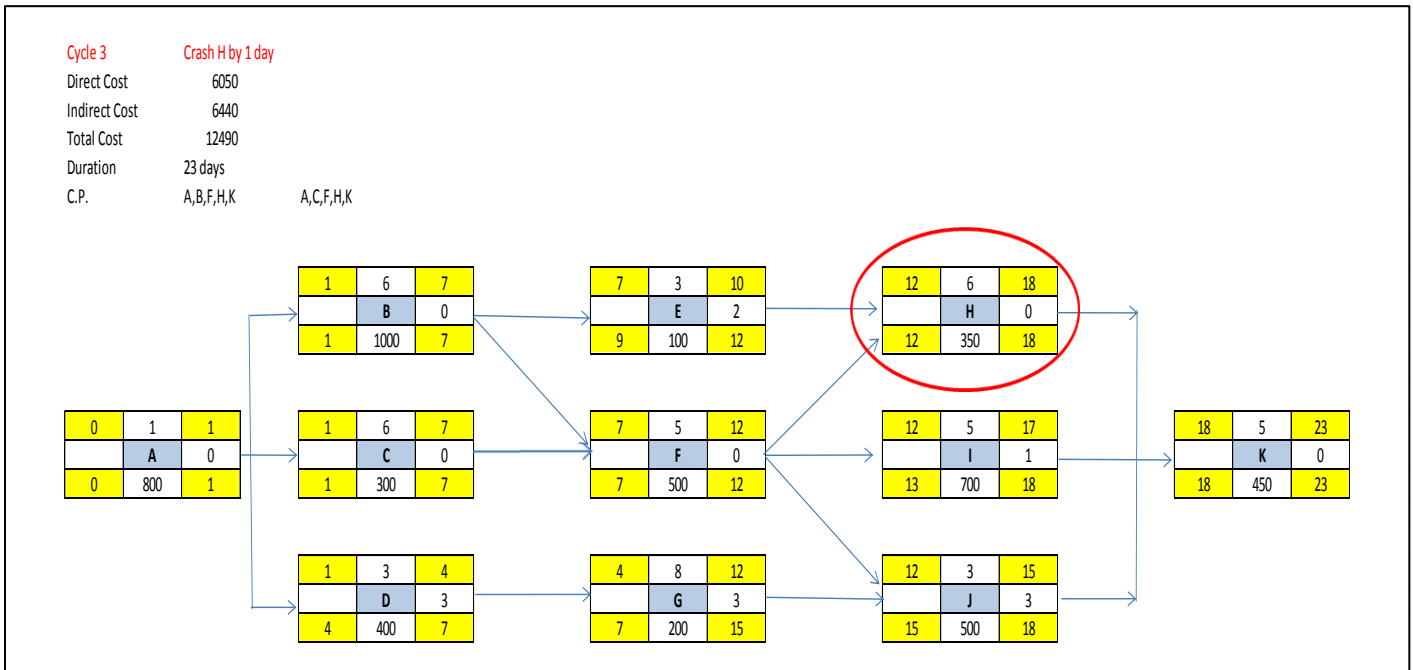 Cycle 3 Crash H by 1 day
Direct Cost 6050
Indirect Cost 6440
Total Cost 12490
Duration 23 days
C.P. A,B,F,H,K A,C,F,H,K
1 6 7 7 3 10 12 6 18
B 0 E 2 H 0
1 1000 7 9 100 12 12 350 18
0 1 1 1 6 7 7 5 12 12 5 17 18 5 23
A 0 C 0 F 0 I 1 K 0
0 800 1 1 300 7 7 500 12 13 700 18 18 450 23
1 3 4 4 8 12 12 3 15
D 3 G 3 J 3
4 400 7 7 200 15 15 500 18